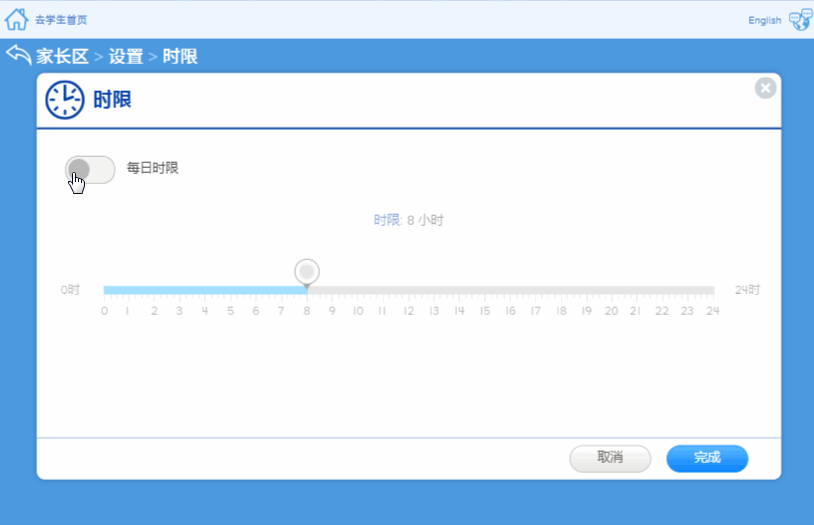 去学生首页 English
家长区 > 设置 > 时限
时限
每日时限
时限: 8 小时
0时 24时
0 1 2 3 4 5 6 7 8 9 10 11 12 13 14 15 16 17 18 19 20 21 22 23 24
取消 完成